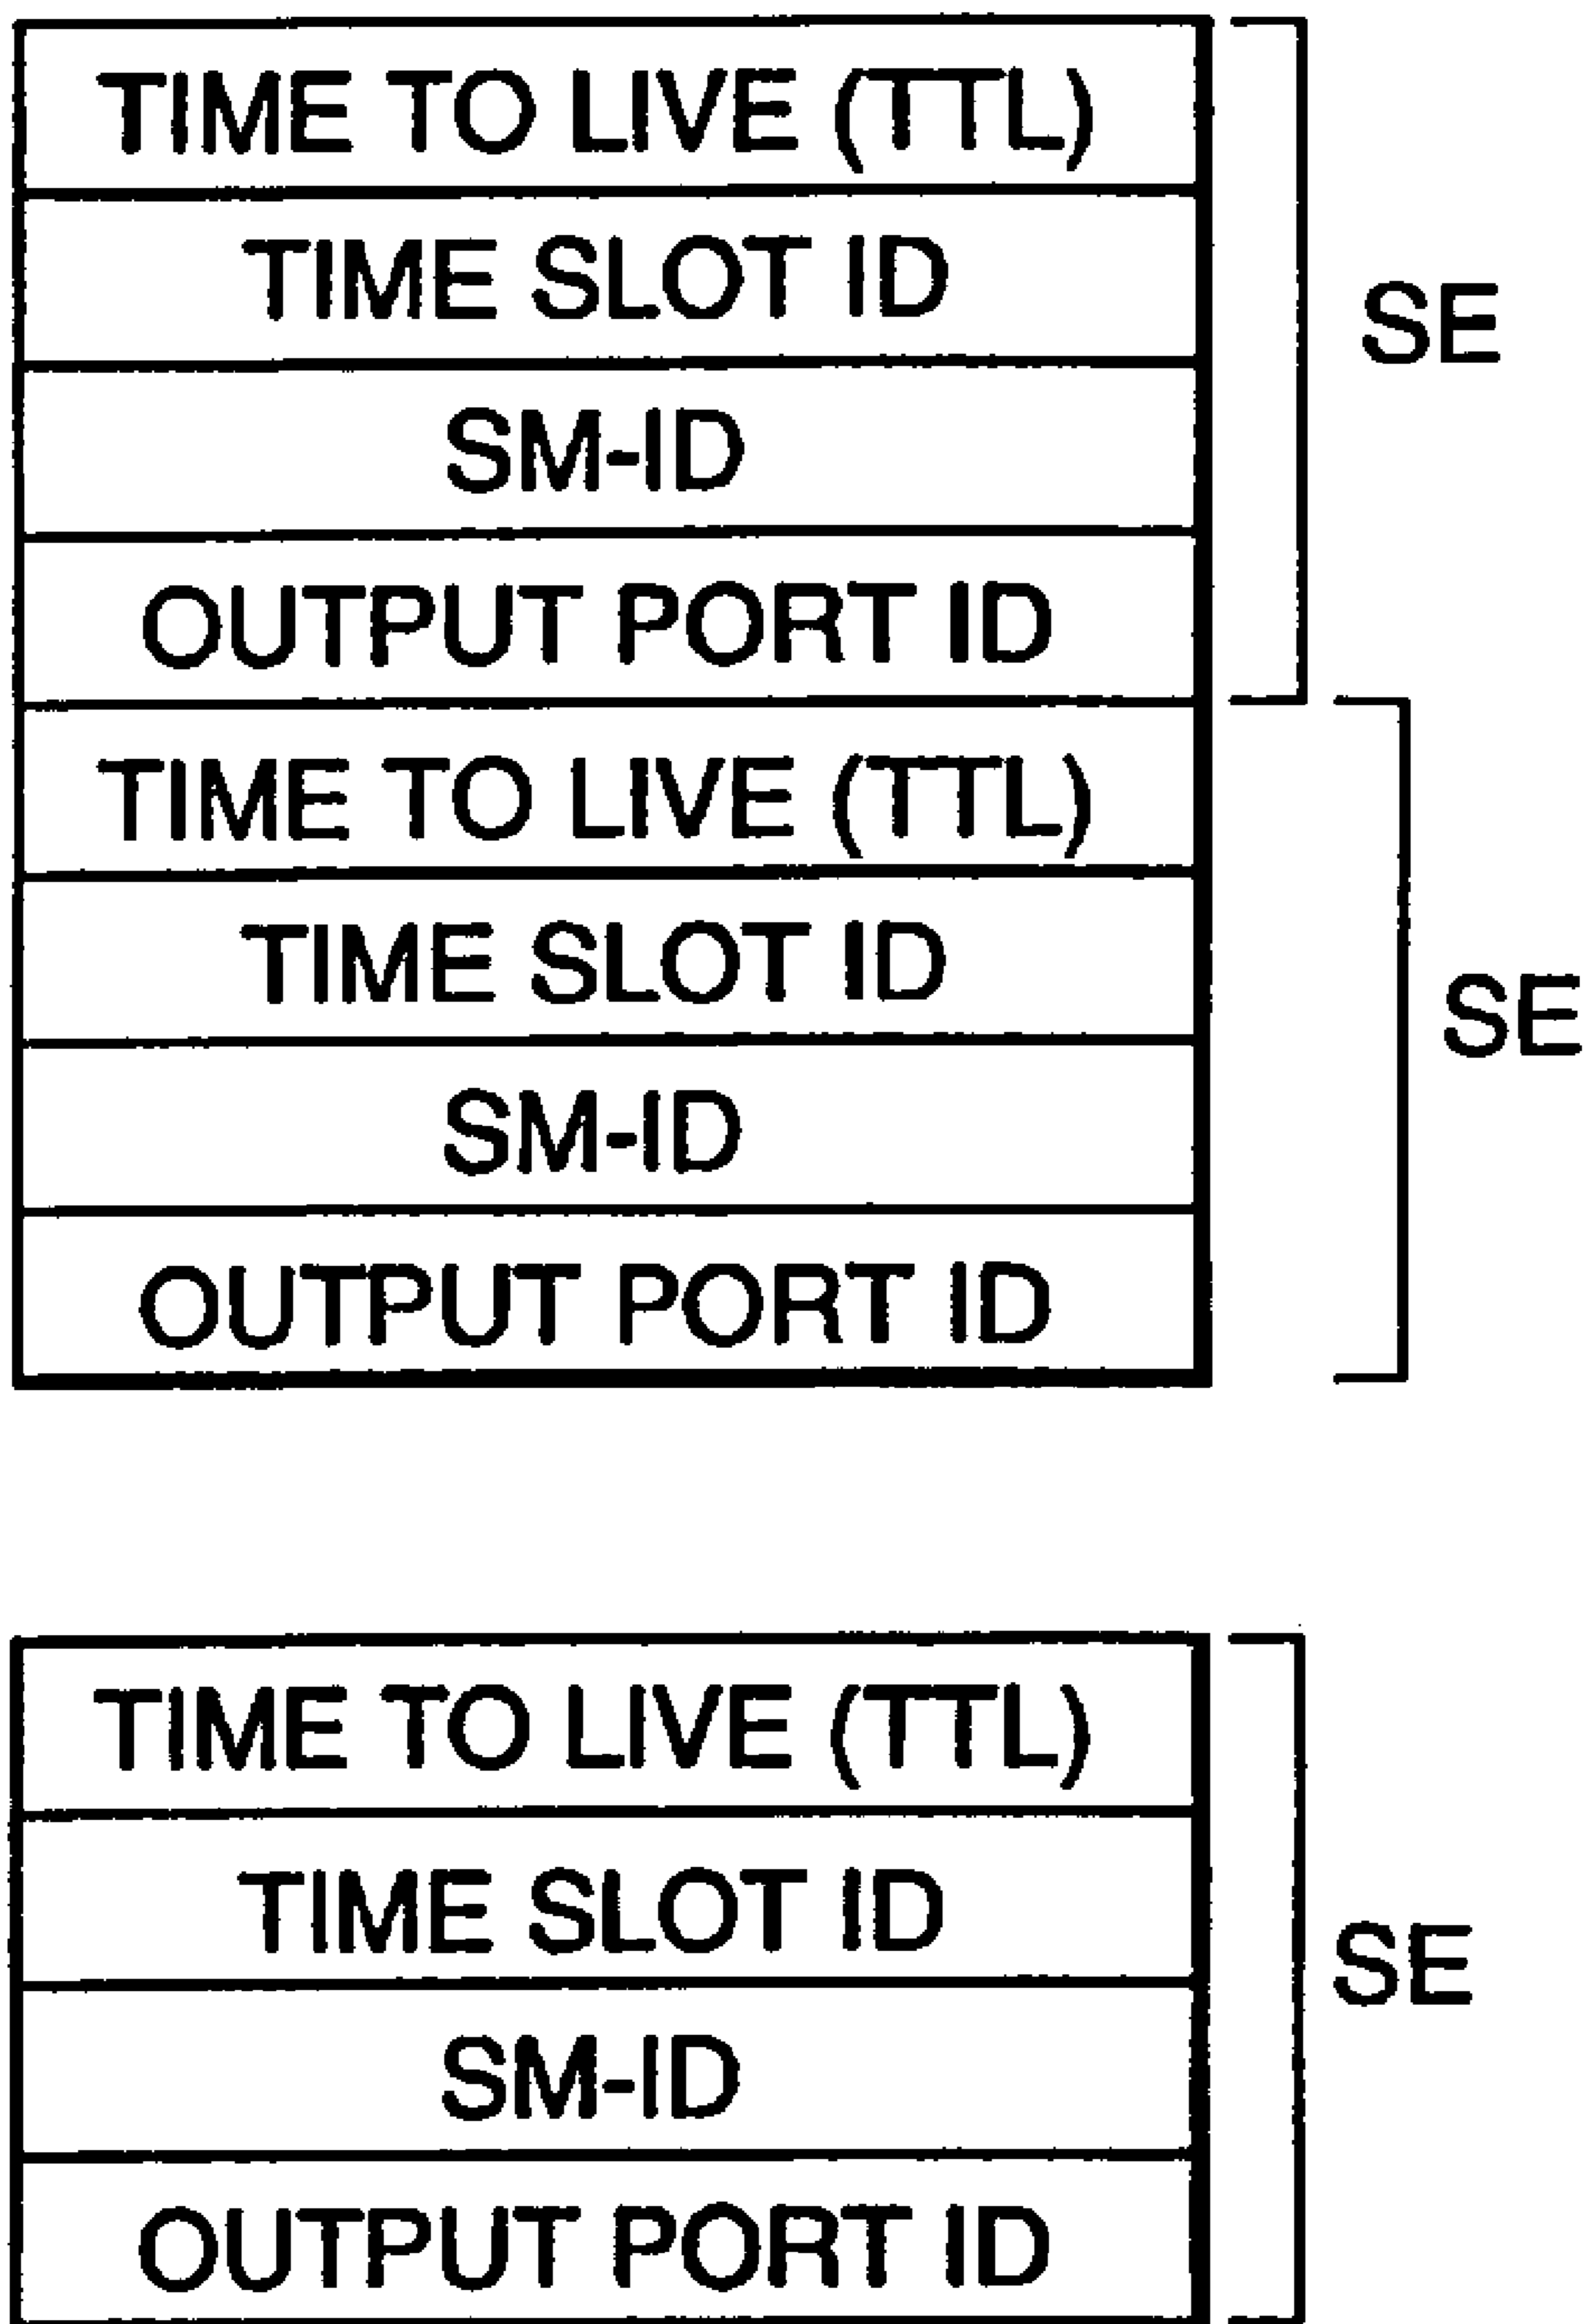 TIME TO LIVE (TTL)
TIME SLOT ID
SE
SM-ID
OUTPUT PORT ID
TIME TO LIVE (TTL)
TIME SLOT ID
SE
SM-ID
OUTPUT PORT ID
TIME TO LIVE (TTL)
TIME SLOT ID
SE
SM-ID
OUTPUT PORT ID